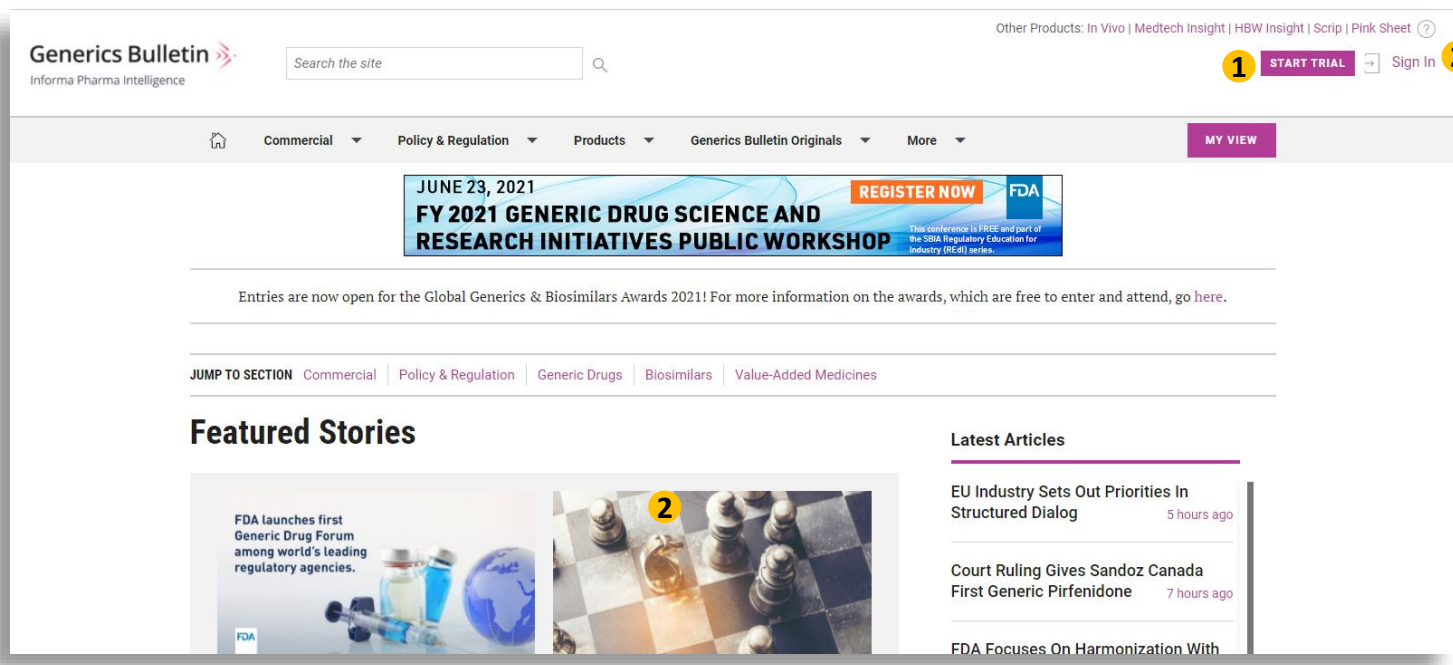 Other Products: In Vivo | Medtech Insight | HBW Insight | Scrip | Pink Sheet ?
Generics Bulletin
Informa Pharma Intelligence
Search the site
1 START TRIAL Sign In
Commercial Policy & Regulation Products Generics Bulletin Originals More MY VIEW
JUNE 23, 2021
REGISTER NOW
FDA
FY 2021 GENERIC DRUG SCIENCE AND
RESEARCH INITIATIVES PUBLIC WORKSHOP
This conference is FREE and part of
the SBIA Regulatory Education for
Industry (REdI) series.
Entries are now open for the Global Generics & Biosimilars Awards 2021! For more information on the awards, which are free to enter and attend, go here.
JUMP TO SECTION Commercial Policy & Regulation Generic Drugs Biosimilars Value-Added Medicines
Featured Stories
FDA launches first
Generic Drug Forum
among world's leading
regulatory agencies.
FDA
2
Latest Articles
EU Industry Sets Out Priorities In
Structured Dialog 5 hours ago
Court Ruling Gives Sandoz Canada
First Generic Pirfenidone 7 hours ago
FDA Focuses On Harmonization With